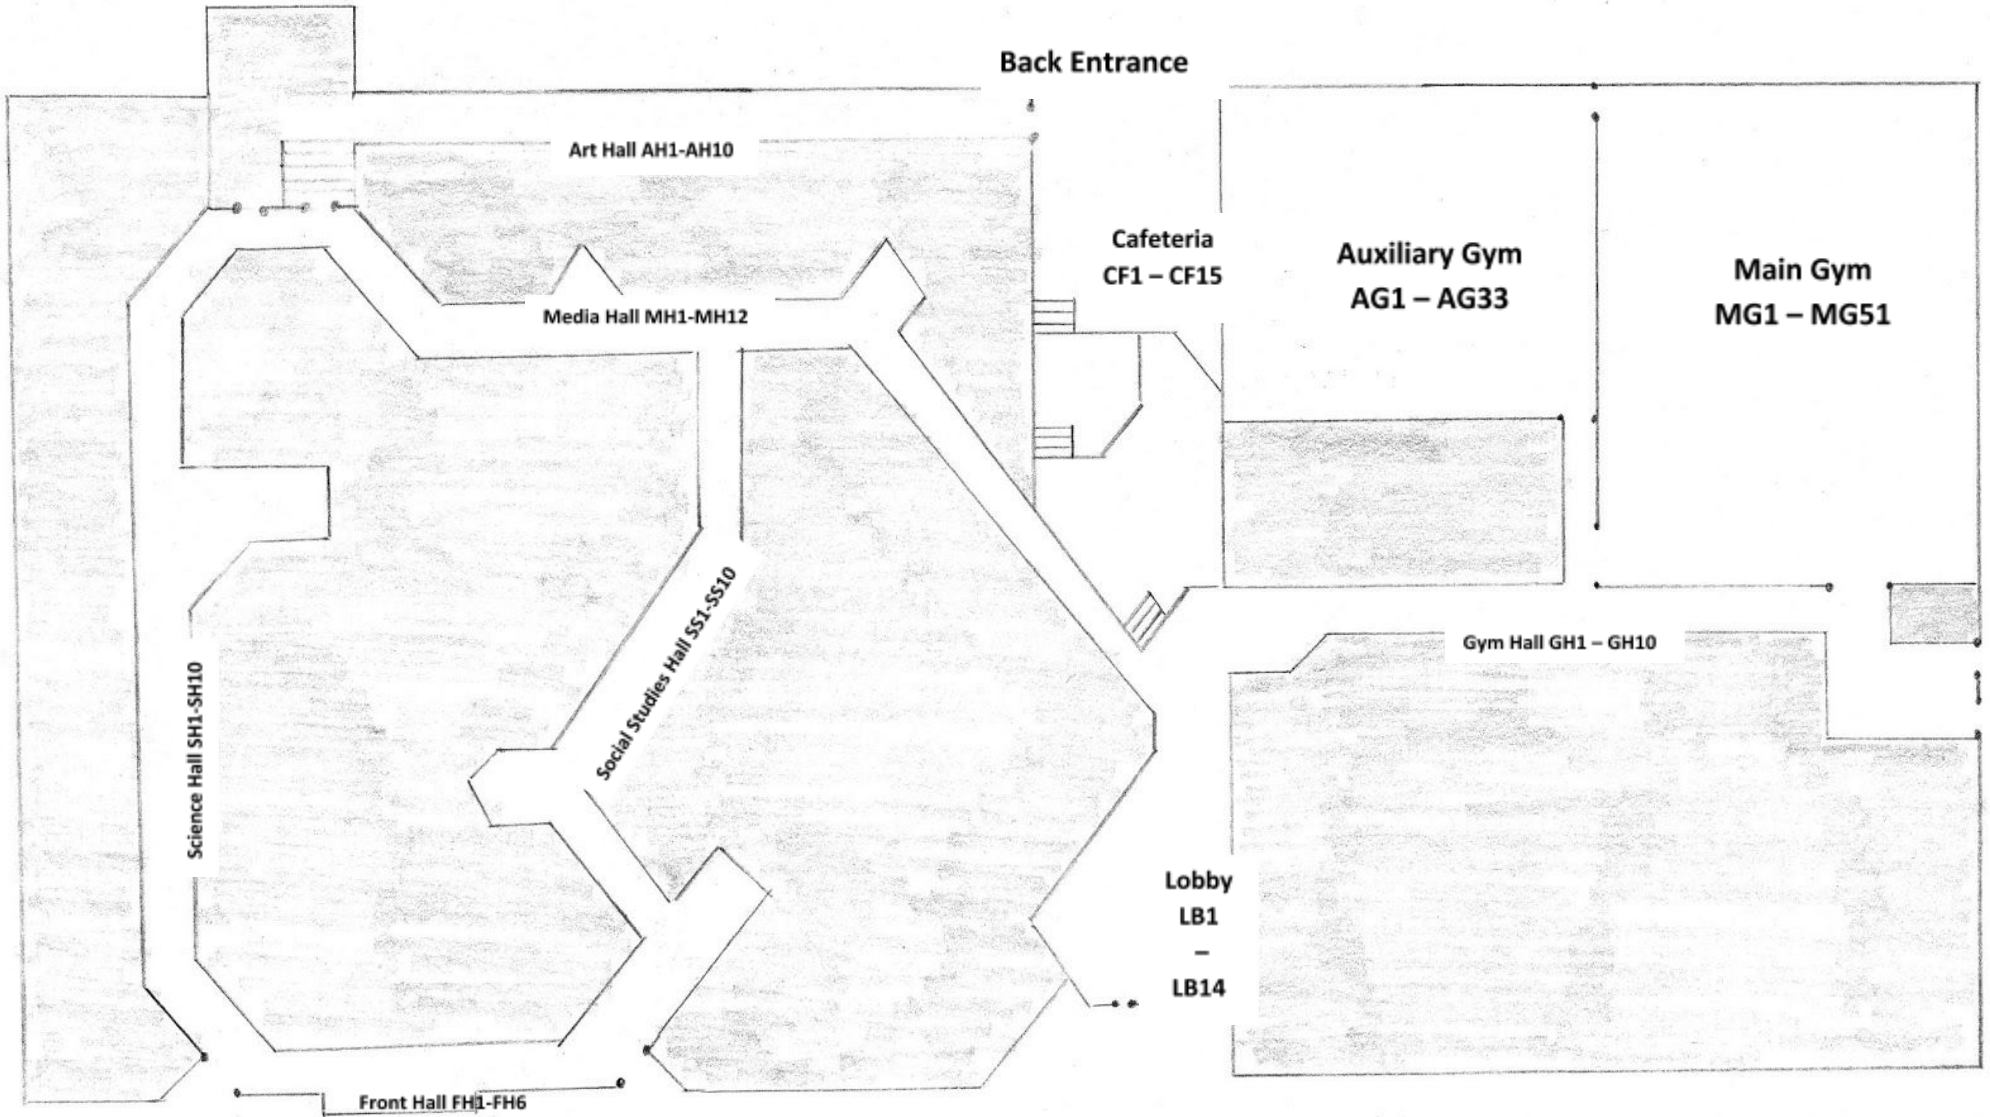 Back Entrance
Art Hall AH1-AH10
Cafeteria
CF1 – CF15
Auxiliary Gym
AG1 – AG33
Main Gym
MG1 – MG51
Media Hall MH1-MH12
Social Studies Hall SS1-SS10
Gym Hall GH1 – GH10
Science Hall SH1-SH10
Lobby
LB1
–
LB14
Front Hall FH1-FH6